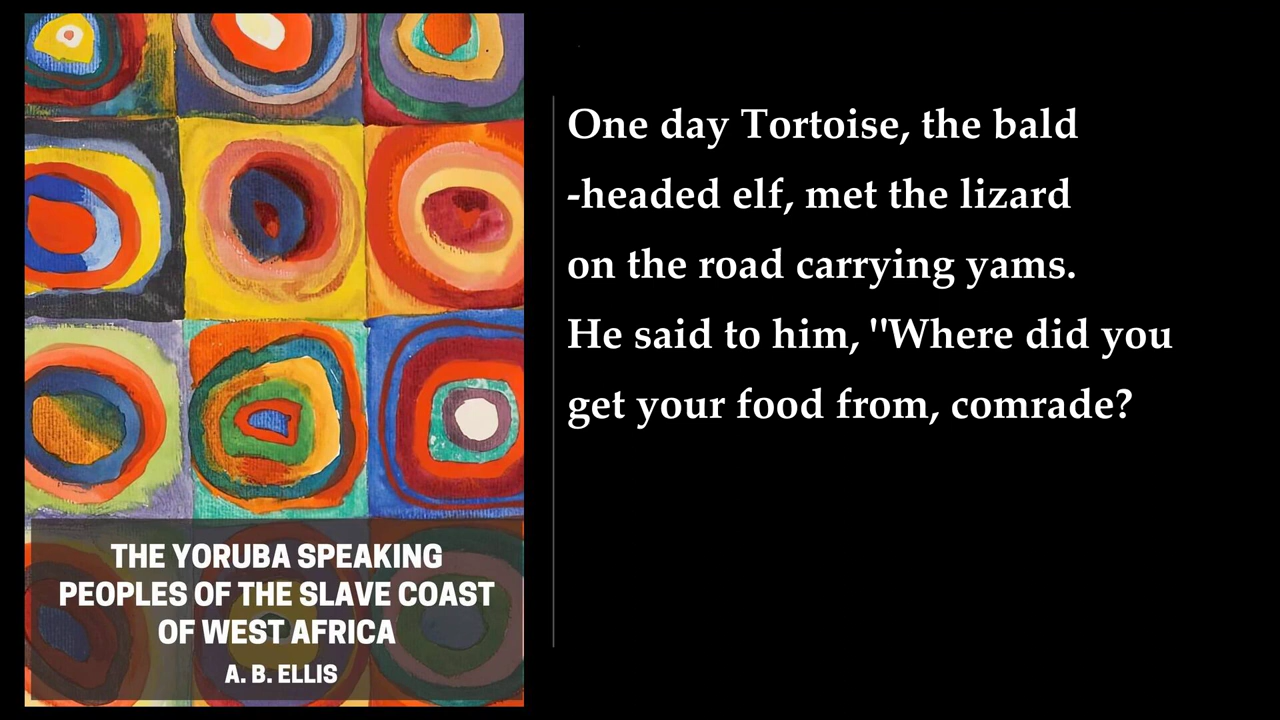 One day Tortoise, the bald
-headed elf, met the lizard
on the road carrying yams.
He said to him, "Where did you
get your food from, comrade?
THE YORUBA SPEAKING
PEOPLES OF THE SLAVE COAST
OF WEST AFRICA
A. B. ELLIS